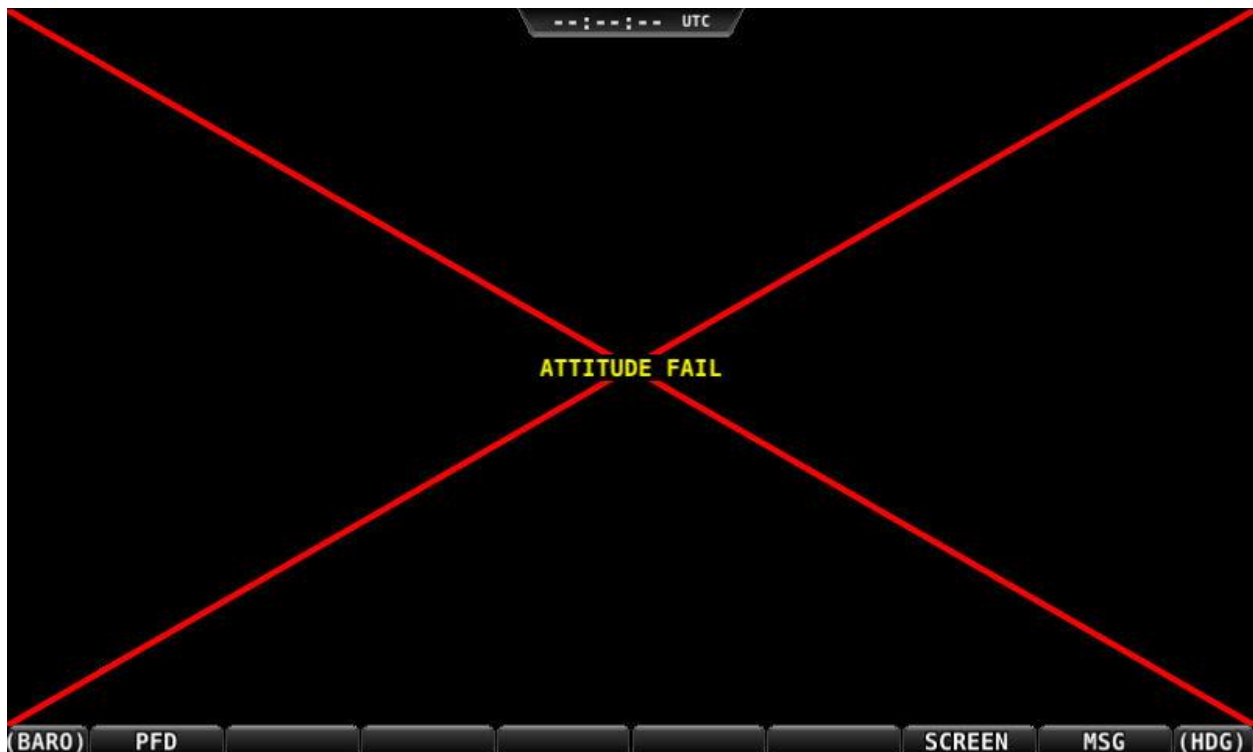 --:--:-- UTC
ATTITUDE FAIL
(BARO) PFD SCREEN MSG (HDG)